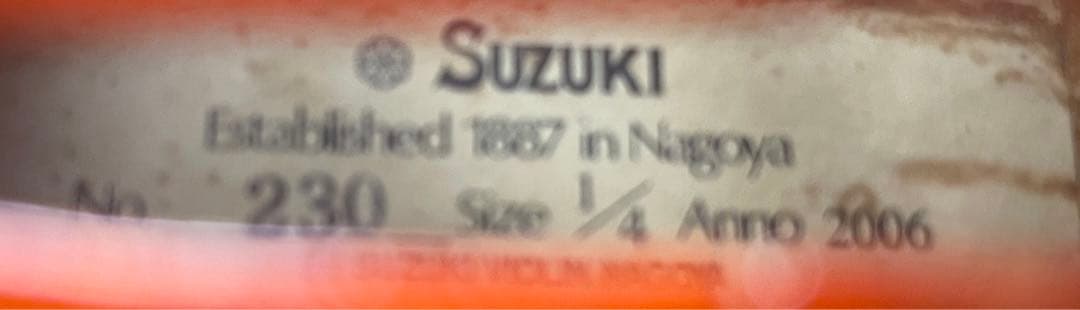 SUZUKI
Established 1887 in Nagoya
No. 230 Size 1/4 Anno 2006